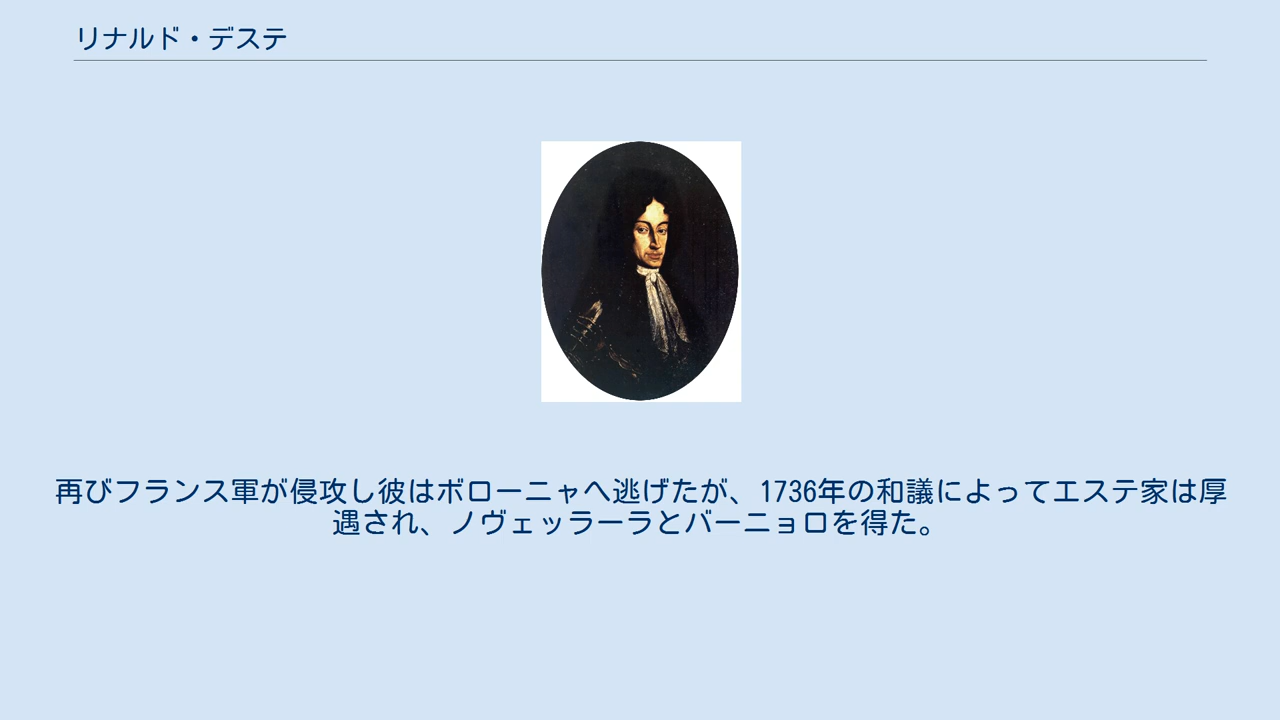 リナルド・デステ
再びフランス軍が侵攻し彼はボローニャへ逃げたが、1736年の和議によってエステ家は厚
遇され、ノヴェッラーラとバーニョロを得た。